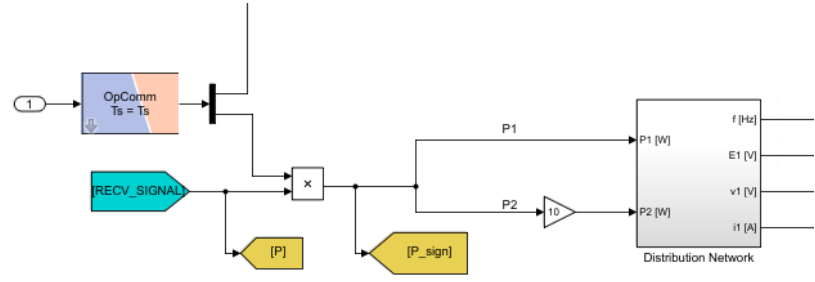 1
OpComm
Ts = Ts
[RECV_SIGNAL]
[P]
×
[P_sign]
P1
P2
10
P1 [W]
P2 [W]
f [Hz]
E1 [V]
v1 [V]
i1 [A]
Distribution Network